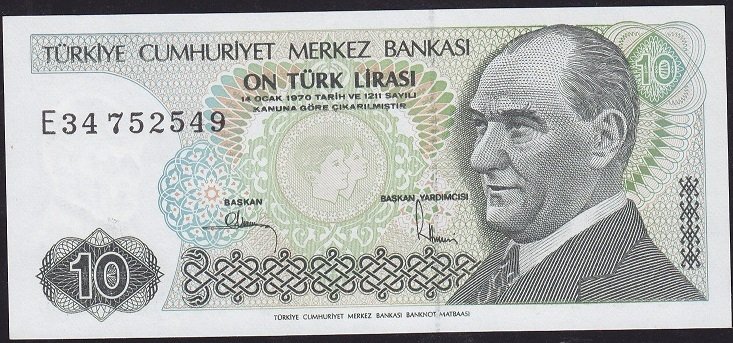 TÜRKİYE CUMHURİYET MERKEZ BANKASI
10
ON TÜRK LİRASI
14 OCAK 1970 TARİH VE 1211 SAYILI
KANUNA GÖRE ÇIKARILMIŞTIR
E34 752549
BAŞKAN
BAŞKAN YARDIMCISI
10
TÜRKİYE CUMHURİYET MERKEZ BANKASI BANKNOT MATBAASI